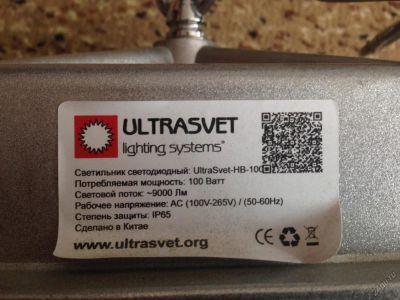 ULTRASVET
lighting systems®
Светильник светодиодный: UltraSvet-HB-100
Потребляемая мощность: 100 Ватт
Световой поток: ~9000 Лм
Рабочее напряжение: AC (100V-265V) / (50-60Hz)
Степень защиты: IP65
Сделано в Китае
www.ultrasvet.org
CE